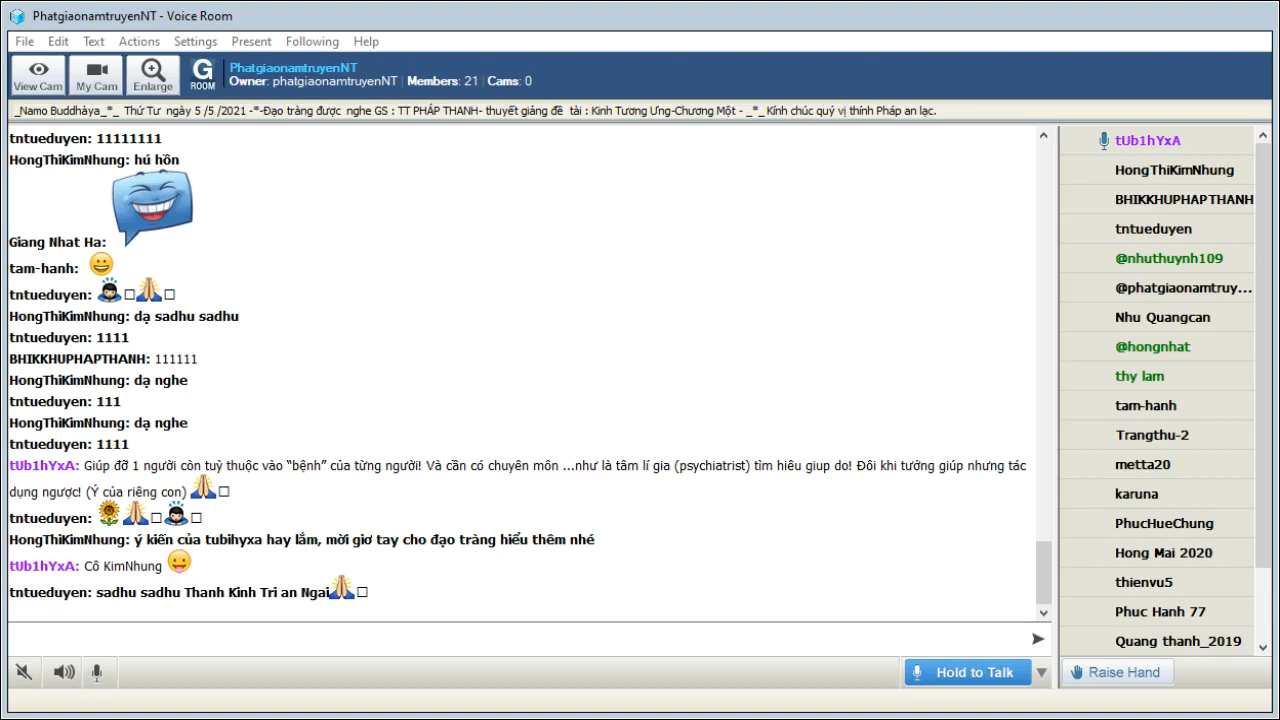 PhatgiaonamtruyenNT - Voice Room
File Edit Text Actions Settings Present Following Help
View Cam
My Cam
Enlarge
G
ROOM
PhatgiaonamtruyenNT
Owner: phatgiaonamtruyenNT | Members: 21 | Cams: 0
_Namo Buddhàya_*_ Thứ Tư ngày 5 /5 /2021 -*-Đạo tràng được nghe GS : TT PHÁP THANH- thuyết giảng đề tài : Kinh Tương Ưng-Chương Một - _*_ Kính chúc quý vị thính Pháp an lạc.
tntueduyen: 11111111
HongThiKimNhung: hú hồn
Giang Nhat Ha:
tam-hanh:
tntueduyen:
HongThiKimNhung: dạ sadhu sadhu
tntueduyen: 1111
BHIKKHUPHAPTHANH: 111111
HongThiKimNhung: dạ nghe
tntueduyen: 111
HongThiKimNhung: dạ nghe
tntueduyen: 1111
tUb1hYxA: Giúp đỡ 1 người còn tuỳ thuộc vào “bệnh” của từng người! Và cần có chuyên môn ...như là tâm lí gia (psychiatrist) tìm hiêu giup do! Đôi khi tưởng giúp nhưng tác
dụng ngược! (Ý của riêng con)
tntueduyen:
HongThiKimNhung: ý kiến của tubihyxa hay lắm, mời giơ tay cho đạo tràng hiểu thêm nhé
tUb1hYxA: Cô KimNhung
tntueduyen: sadhu sadhu Thanh Kinh Tri an Ngai
tUb1hYxA
HongThiKimNhung
BHIKKHUPHAPTHANH
tntueduyen
@nhuthuynh109
@phatgiaonamtruy...
Nhu Quangcan
@hongnhat
thy lam
tam-hanh
Trangthu-2
metta20
karuna
PhucHueChung
Hong Mai 2020
thienvu5
Phuc Hanh 77
Quang thanh_2019
Hold to Talk
Raise Hand